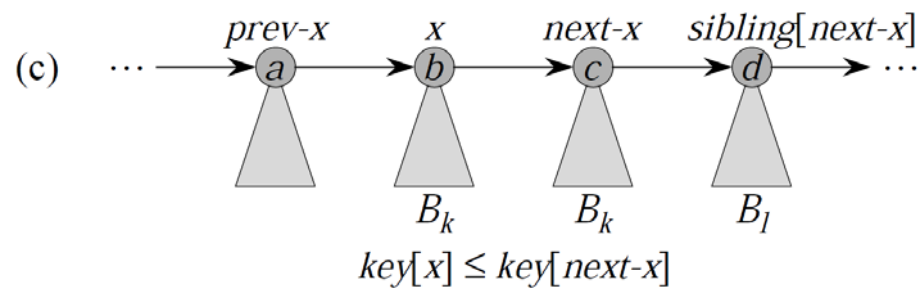 prev-x x next-x sibling[next-x]
(c) ··· a b c d ···
B_k B_k B_l
key[x] ≤ key[next-x]